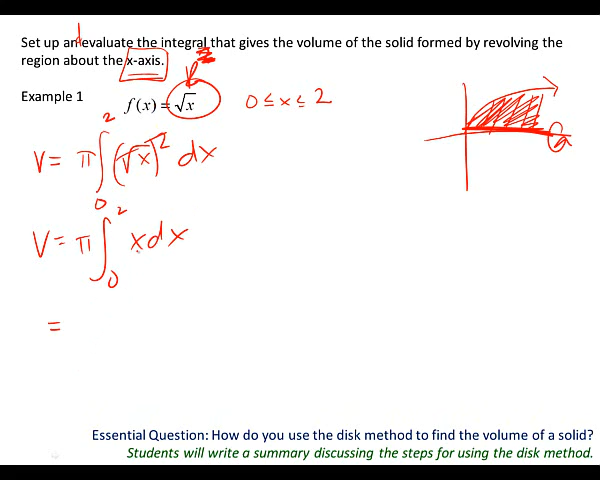 Set up and evaluate the integral that gives the volume of the solid formed by revolving the
region about the x-axis.
Example 1 f(x) = √x 0 ≤ x ≤ 2
V = π ∫₀² (√x)² dx
V = π ∫₀² x dx
=
Essential Question: How do you use the disk method to find the volume of a solid?
Students will write a summary discussing the steps for using the disk method.